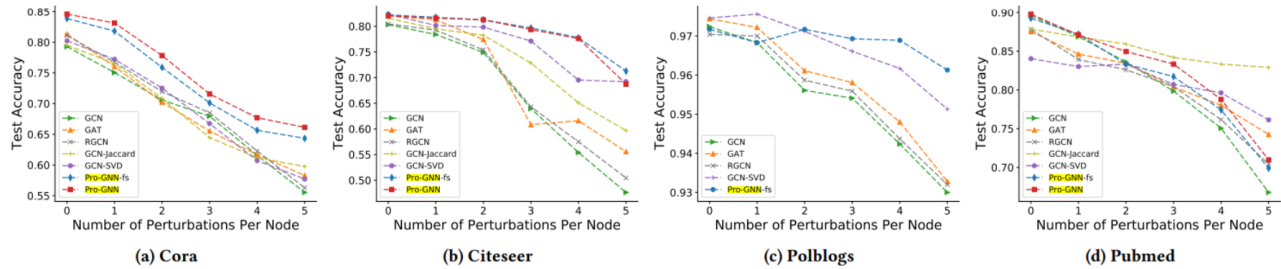 Test Accuracy
0.85
0.80
0.75
0.70
0.65
0.60
0.55
GCN
GAT
RGCN
GCN-Jaccard
GCN-SVD
Pro-GNN-fs
Pro-GNN
0 1 2 3 4 5
Number of Perturbations Per Node
(a) Cora
Test Accuracy
0.80
0.75
0.70
0.65
0.60
0.55
0.50
GCN
GAT
RGCN
GCN-Jaccard
GCN-SVD
Pro-GNN-fs
Pro-GNN
0 1 2 3 4 5
Number of Perturbations Per Node
(b) Citeseer
Test Accuracy
0.97
0.96
0.95
0.94
0.93
GCN
GAT
RGCN
GCN-SVD
Pro-GNN-fs
0 1 2 3 4 5
Number of Perturbations Per Node
(c) Polblogs
Test Accuracy
0.90
0.85
0.80
0.75
0.70
GCN
GAT
RGCN
GCN-Jaccard
GCN-SVD
Pro-GNN-fs
Pro-GNN
0 1 2 3 4 5
Number of Perturbations Per Node
(d) Pubmed